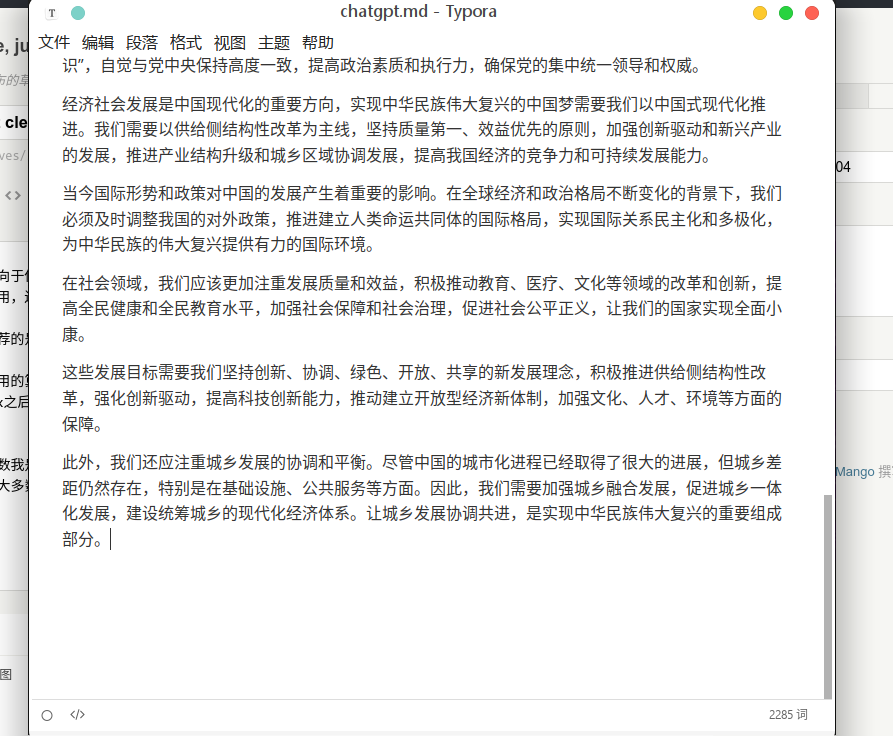 chatgpt.md - Typora
文件 编辑 段落 格式 视图 主题 帮助
识”，自觉与党中央保持高度一致，提高政治素质和执行力，确保党的集中统一领导和权威。
经济社会发展是中国现代化的重要方向，实现中华民族伟大复兴的中国梦需要我们以中国式现代化推
进。我们需要以供给侧结构性改革为主线，坚持质量第一、效益优先的原则，加强创新驱动和新兴产业
的发展，推进产业结构升级和城乡区域协调发展，提高我国经济的竞争力和可持续发展能力。
当今国际形势和政策对中国的发展产生着重要的影响。在全球经济和政治格局不断变化的背景下，我们
必须及时调整我国的对外政策，推进建立人类命运共同体的国际格局，实现国际关系民主化和多极化，
为中华民族的伟大复兴提供有力的国际环境。
在社会领域，我们应该更加注重发展质量和效益，积极推动教育、医疗、文化等领域的改革和创新，提
高全民健康和全民教育水平，加强社会保障和社会治理，促进社会公平正义，让我们的国家实现全面小
康。
这些发展目标需要我们坚持创新、协调、绿色、开放、共享的新发展理念，积极推进供给侧结构性改
革，强化创新驱动，提高科技创新能力，推动建立开放型经济新体制，加强文化、人才、环境等方面的
保障。
此外，我们还应注重城乡发展的协调和平衡。尽管中国的城市化进程已经取得了很大的进展，但城乡差
距仍然存在，特别是在基础设施、公共服务等方面。因此，我们需要加强城乡融合发展，促进城乡一体
化发展，建设统筹城乡的现代化经济体系。让城乡发展协调共进，是实现中华民族伟大复兴的重要组成
部分。
2285 词
e, ju
t cle
ves/
向于
用，
荐的是
用的
x之后
数我是
大多数
图
04
Mango 撰